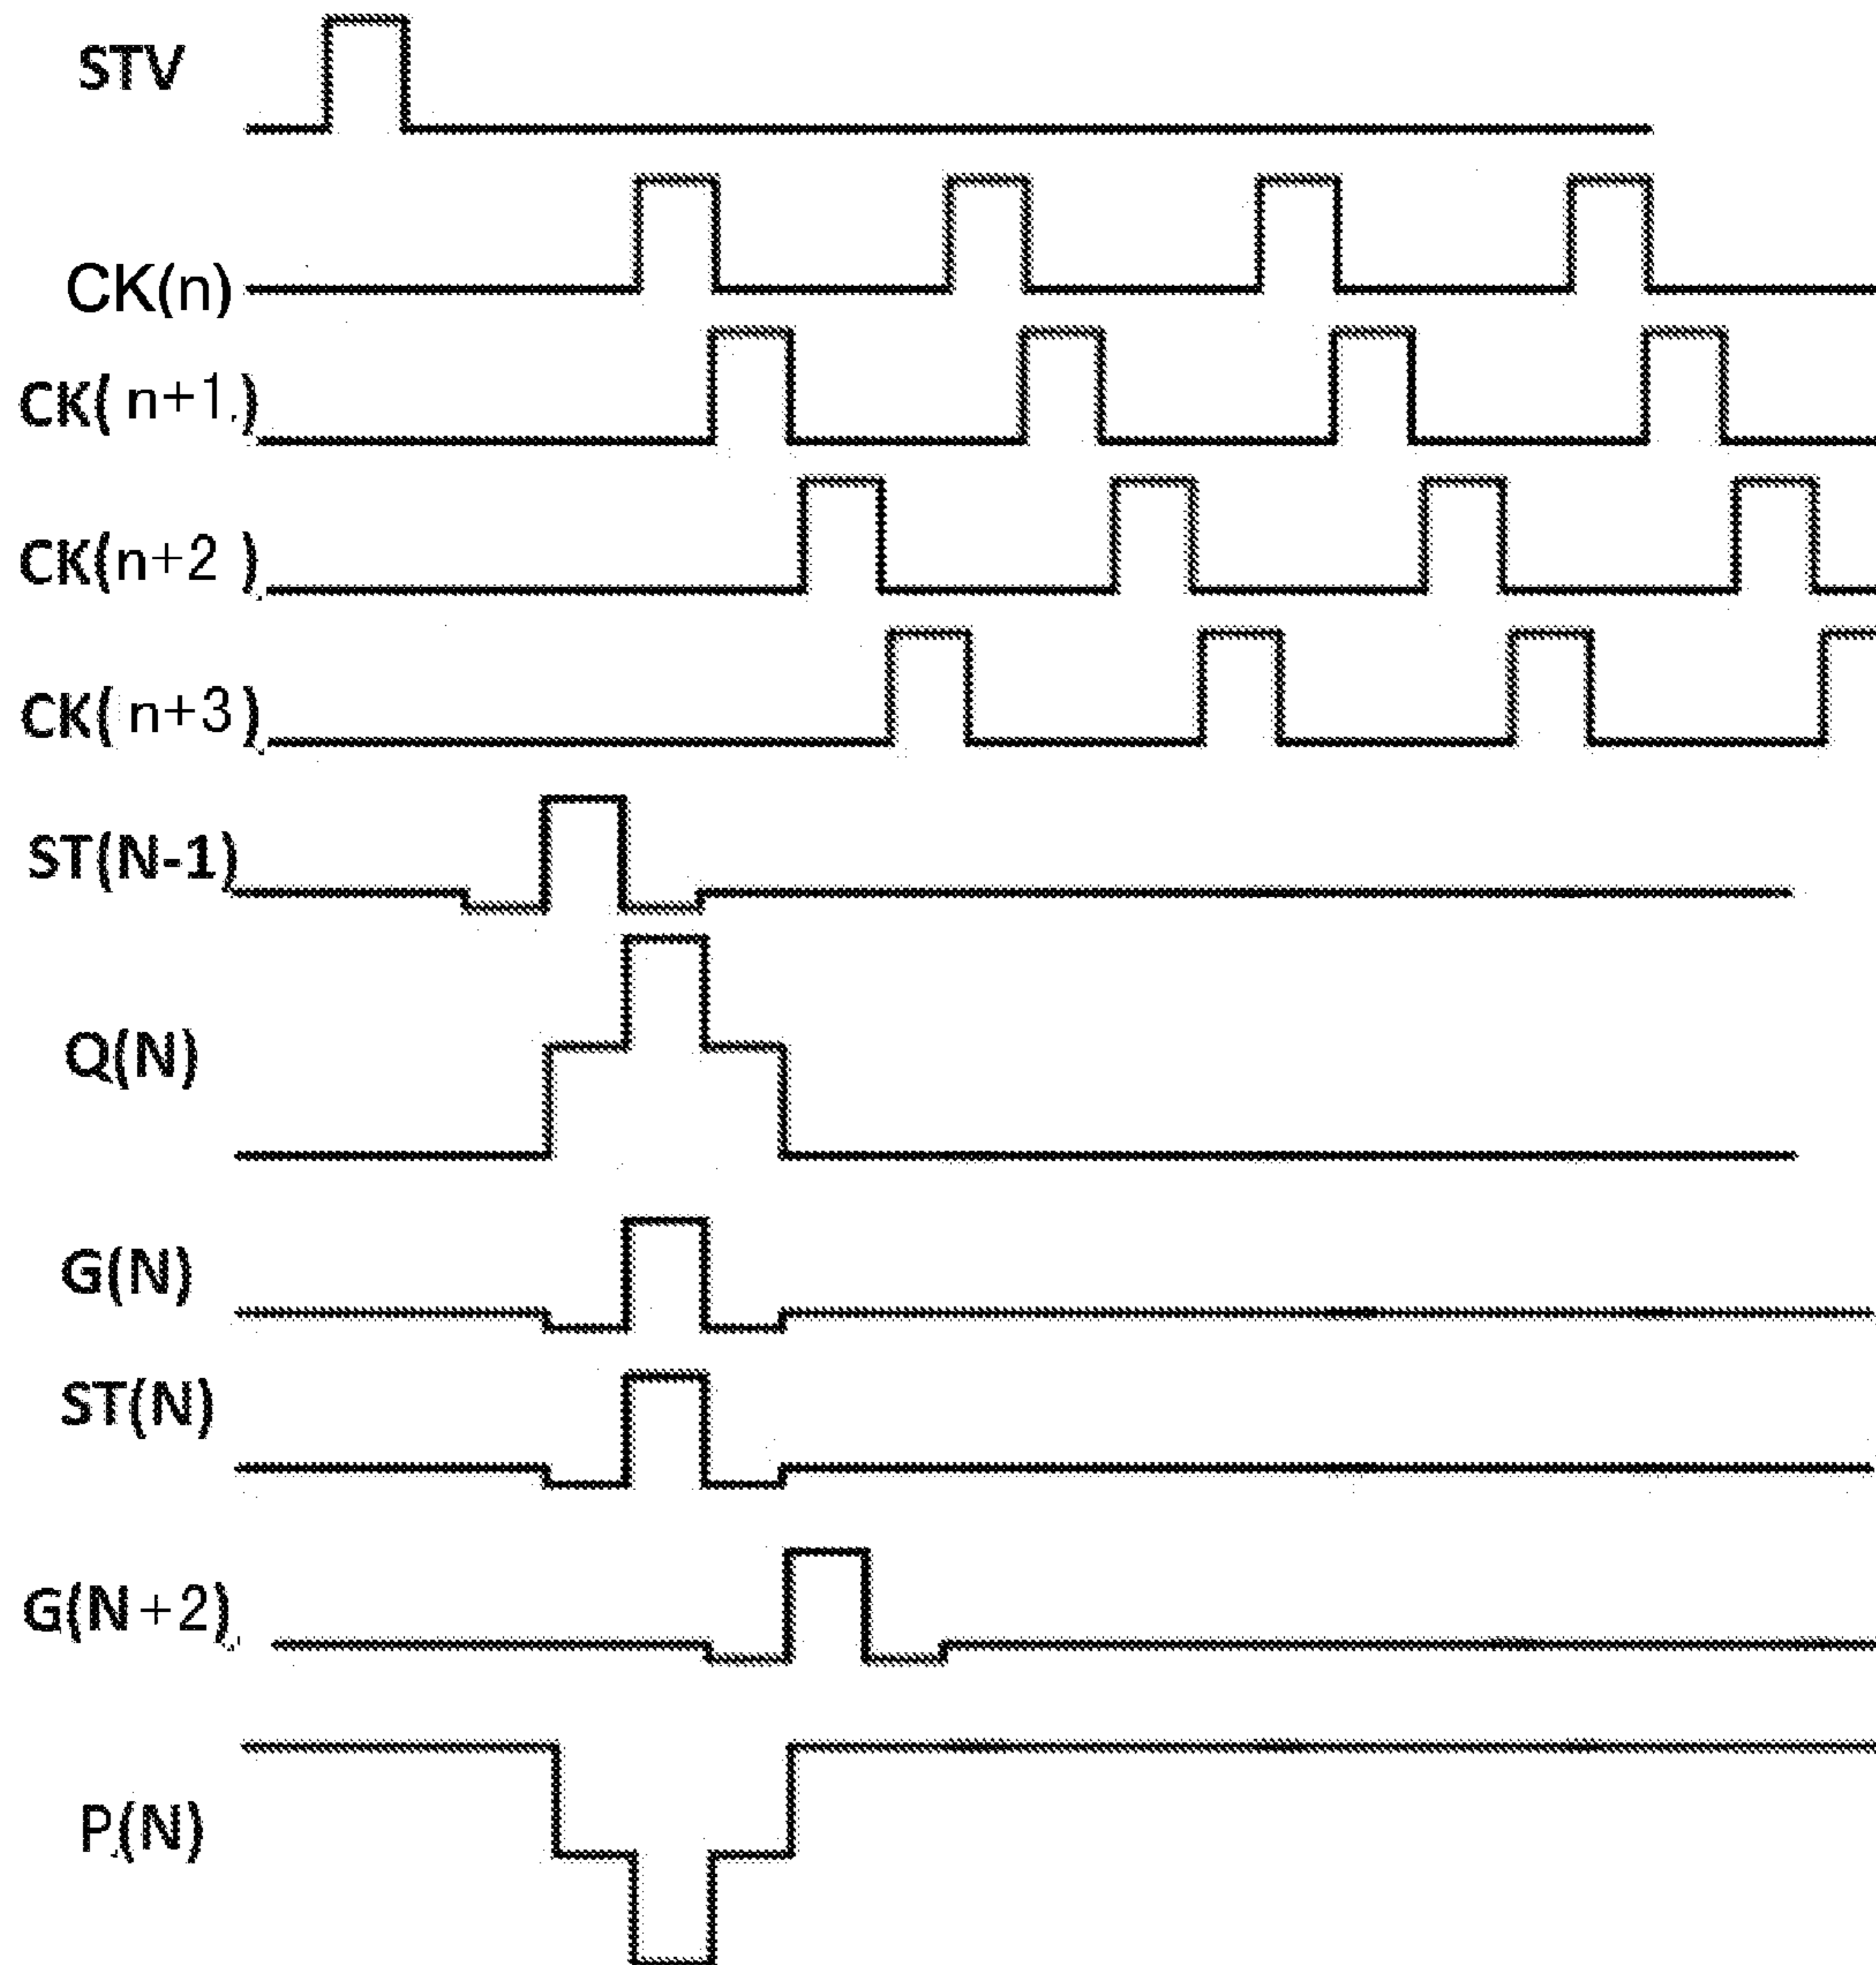 STV
CK(n)
CK( n+1 )
CK(n+2 )
CK( n+3 )
ST(N-1)
Q(N)
G(N)
ST(N)
G(N+2)
P(N)